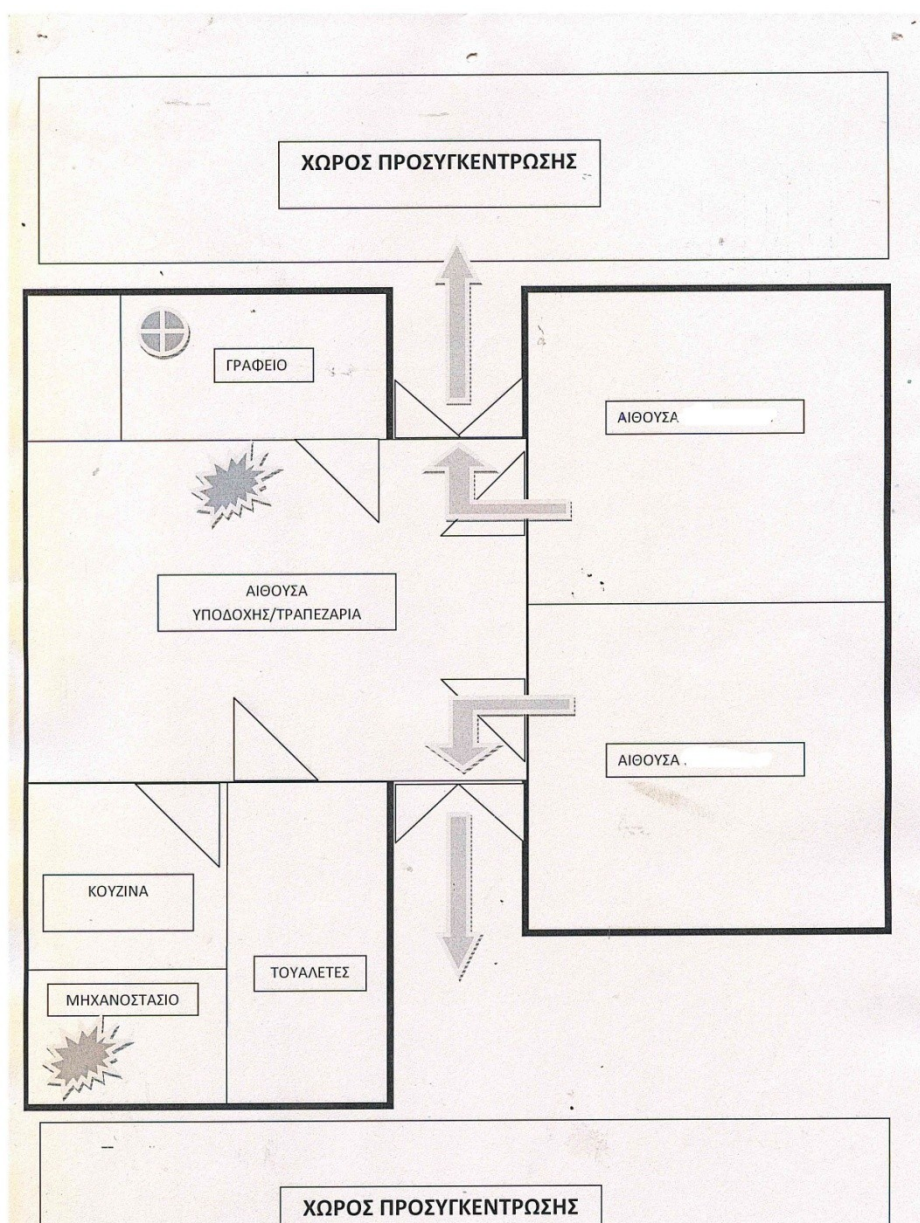 ΧΩΡΟΣ ΠΡΟΣΥΓΚΕΝΤΡΩΣΗΣ
ΓΡΑΦΕΙΟ
ΑΙΘΟΥΣΑ
ΑΙΘΟΥΣΑ
ΥΠΟΔΟΧΗΣ/ΤΡΑΠΕΖΑΡΙΑ
ΑΙΘΟΥΣΑ
ΚΟΥΖΙΝΑ
ΤΟΥΑΛΕΤΕΣ
ΜΗΧΑΝΟΣΤΑΣΙΟ
ΧΩΡΟΣ ΠΡΟΣΥΓΚΕΝΤΡΩΣΗΣ